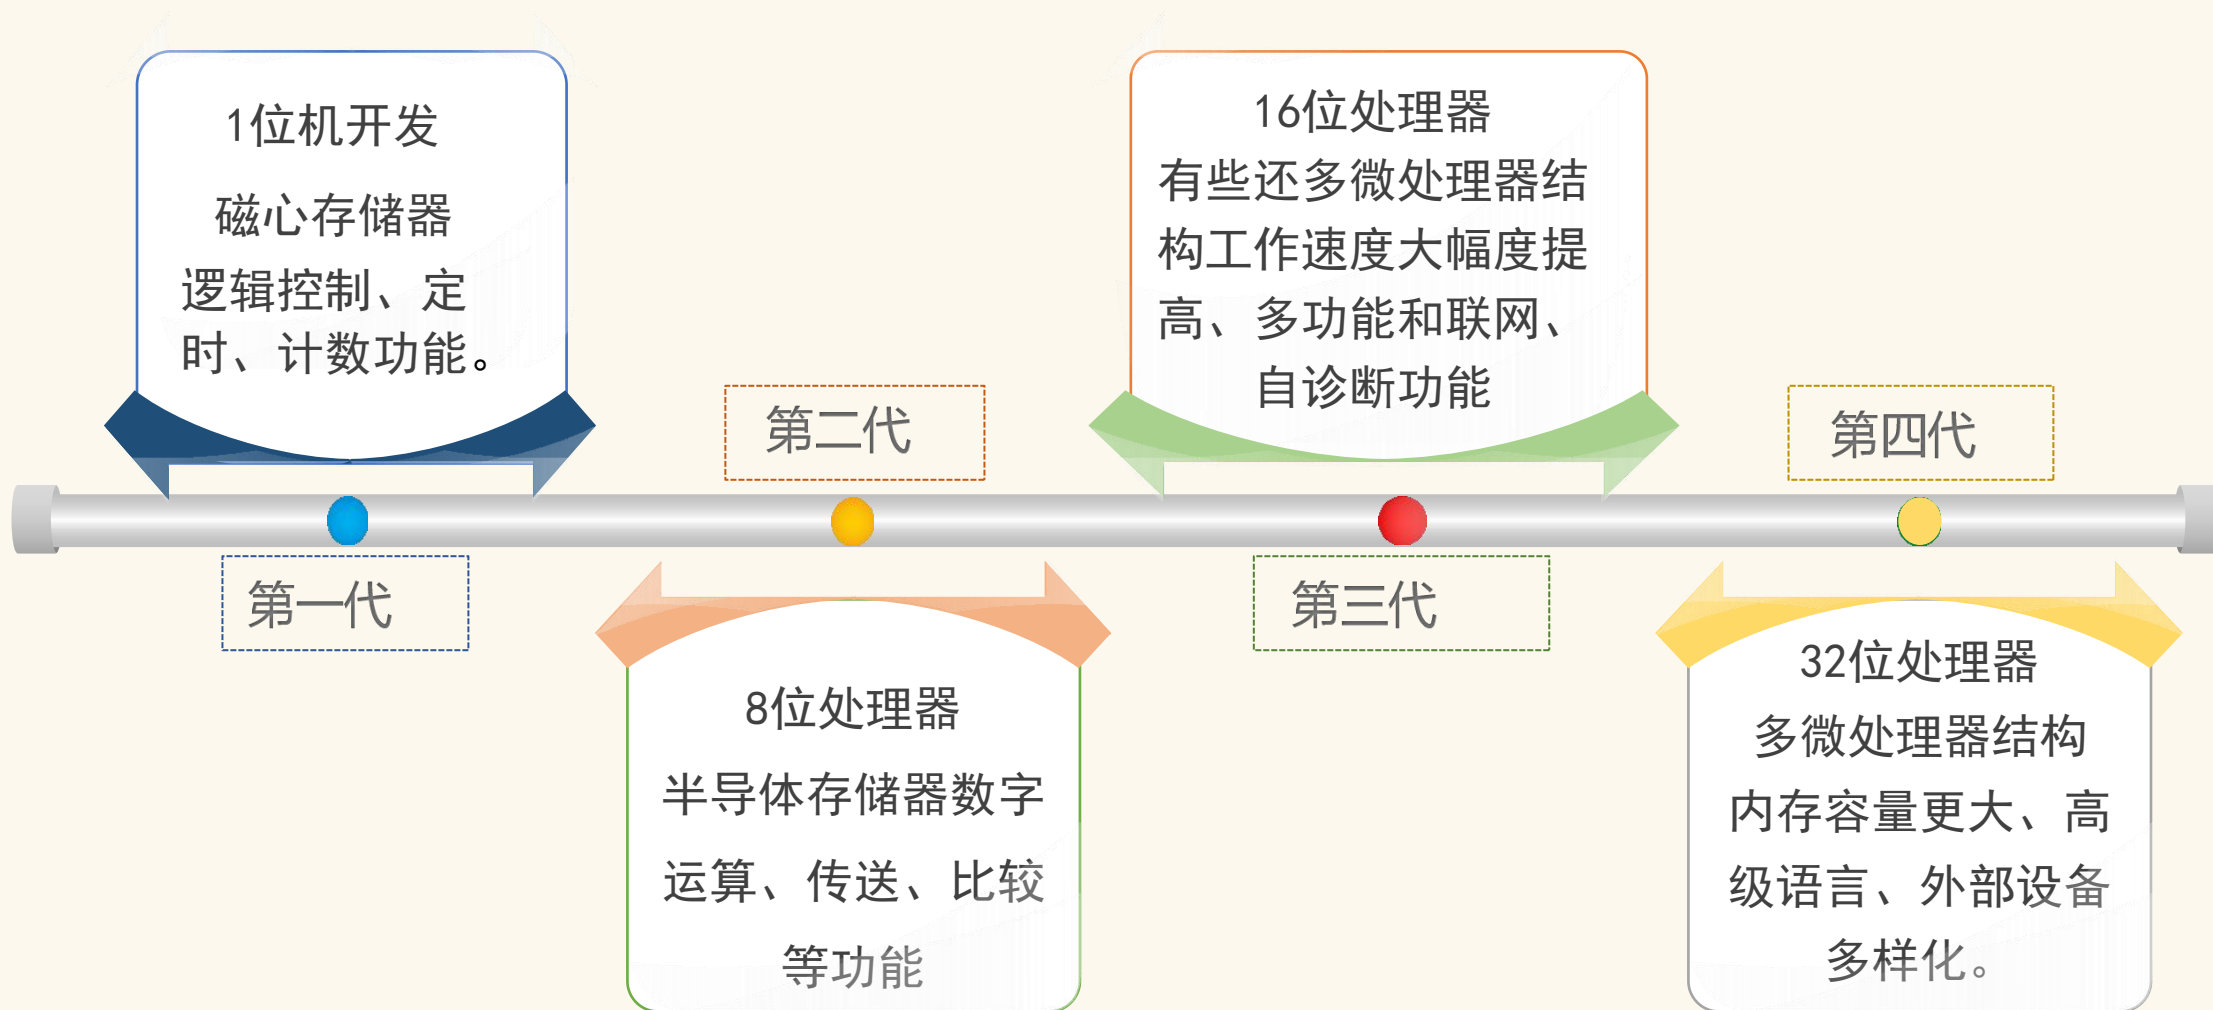 1位机开发
磁心存储器
逻辑控制、定
时、计数功能。
第一代
第二代
8位处理器
半导体存储器数字
运算、传送、比较
等功能
16位处理器
有些还多微处理器结
构工作速度大幅度提
高、多功能和联网、
自诊断功能
第三代
第四代
32位处理器
多微处理器结构
内存容量更大、高
级语言、外部设备
多样化。